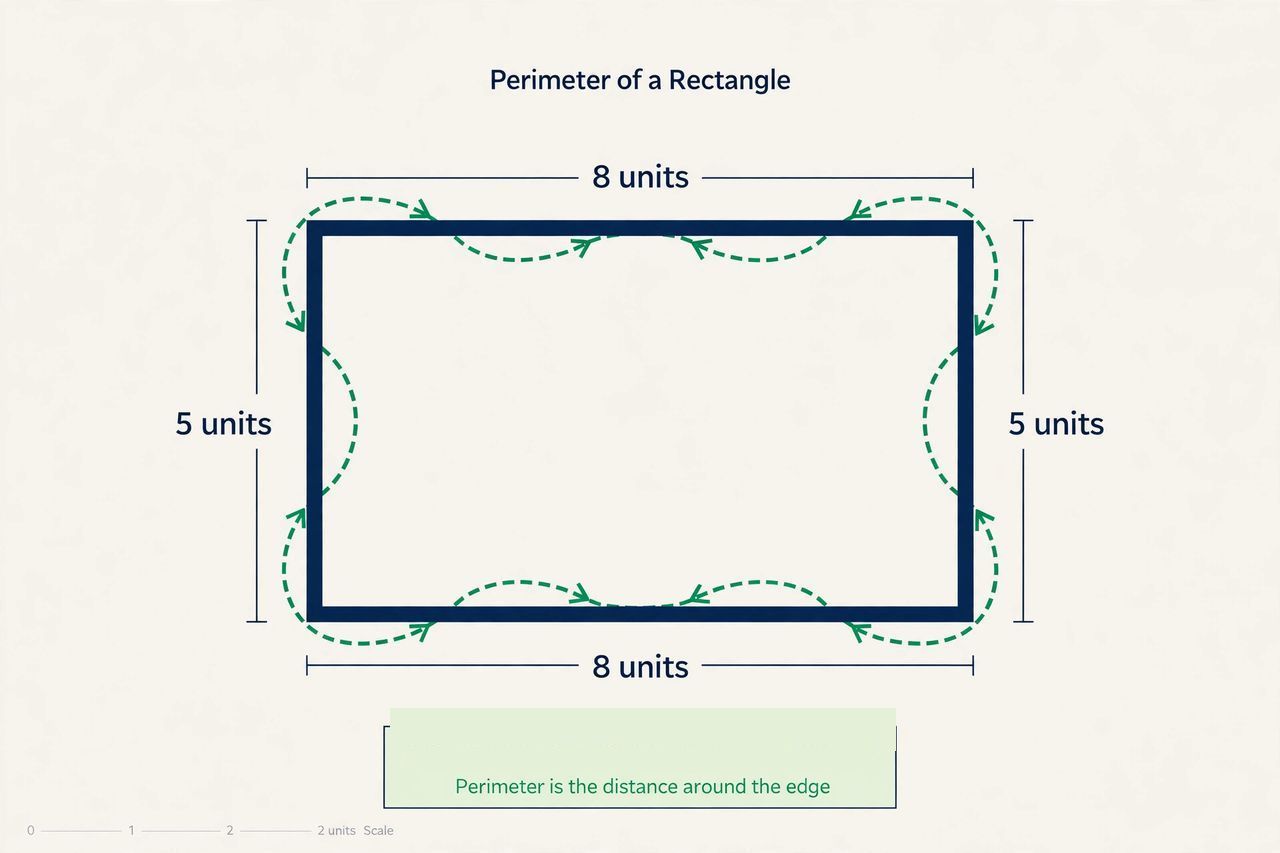 Perimeter of a Rectangle
8 units
5 units
5 units
8 units
Perimeter is the distance around the edge
0 1 2 2 units Scale